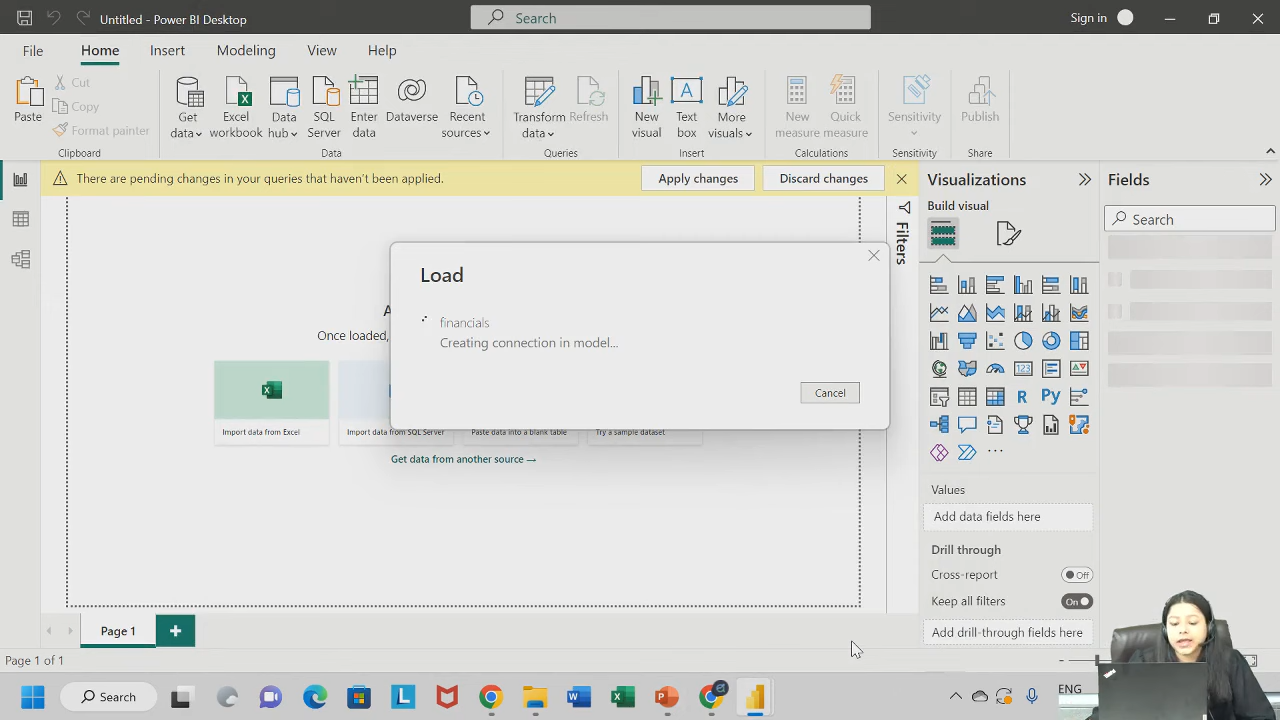 Untitled - Power BI Desktop
Search
Sign in
File
Home
Insert
Modeling
View
Help
Paste
Cut
Copy
Format painter
Get data
Excel workbook
Data hub
SQL Server
Enter data
Dataverse
Recent sources
Transform data
Refresh
New visual
A
Text box
More visuals
New measure
Quick measure
Sensitivity
Publish
Clipboard
Data
Queries
Insert
Calculations
Sensitivity
Share
There are pending changes in your queries that haven't been applied.
Apply changes
Discard changes
Filters
Visualizations
Build visual
Fields
Search
Load
financials
Creating connection in model...
Cancel
A
Once loaded,
Import data from Excel
Import data from SQL Server
Paste data into a blank table
Try a sample dataset
Get data from another source →
123
R
Py
Values
Add data fields here
Drill through
Cross-report
Off
Keep all filters
On
Add drill-through fields here
Page 1
Page 1 of 1
Search
ENG